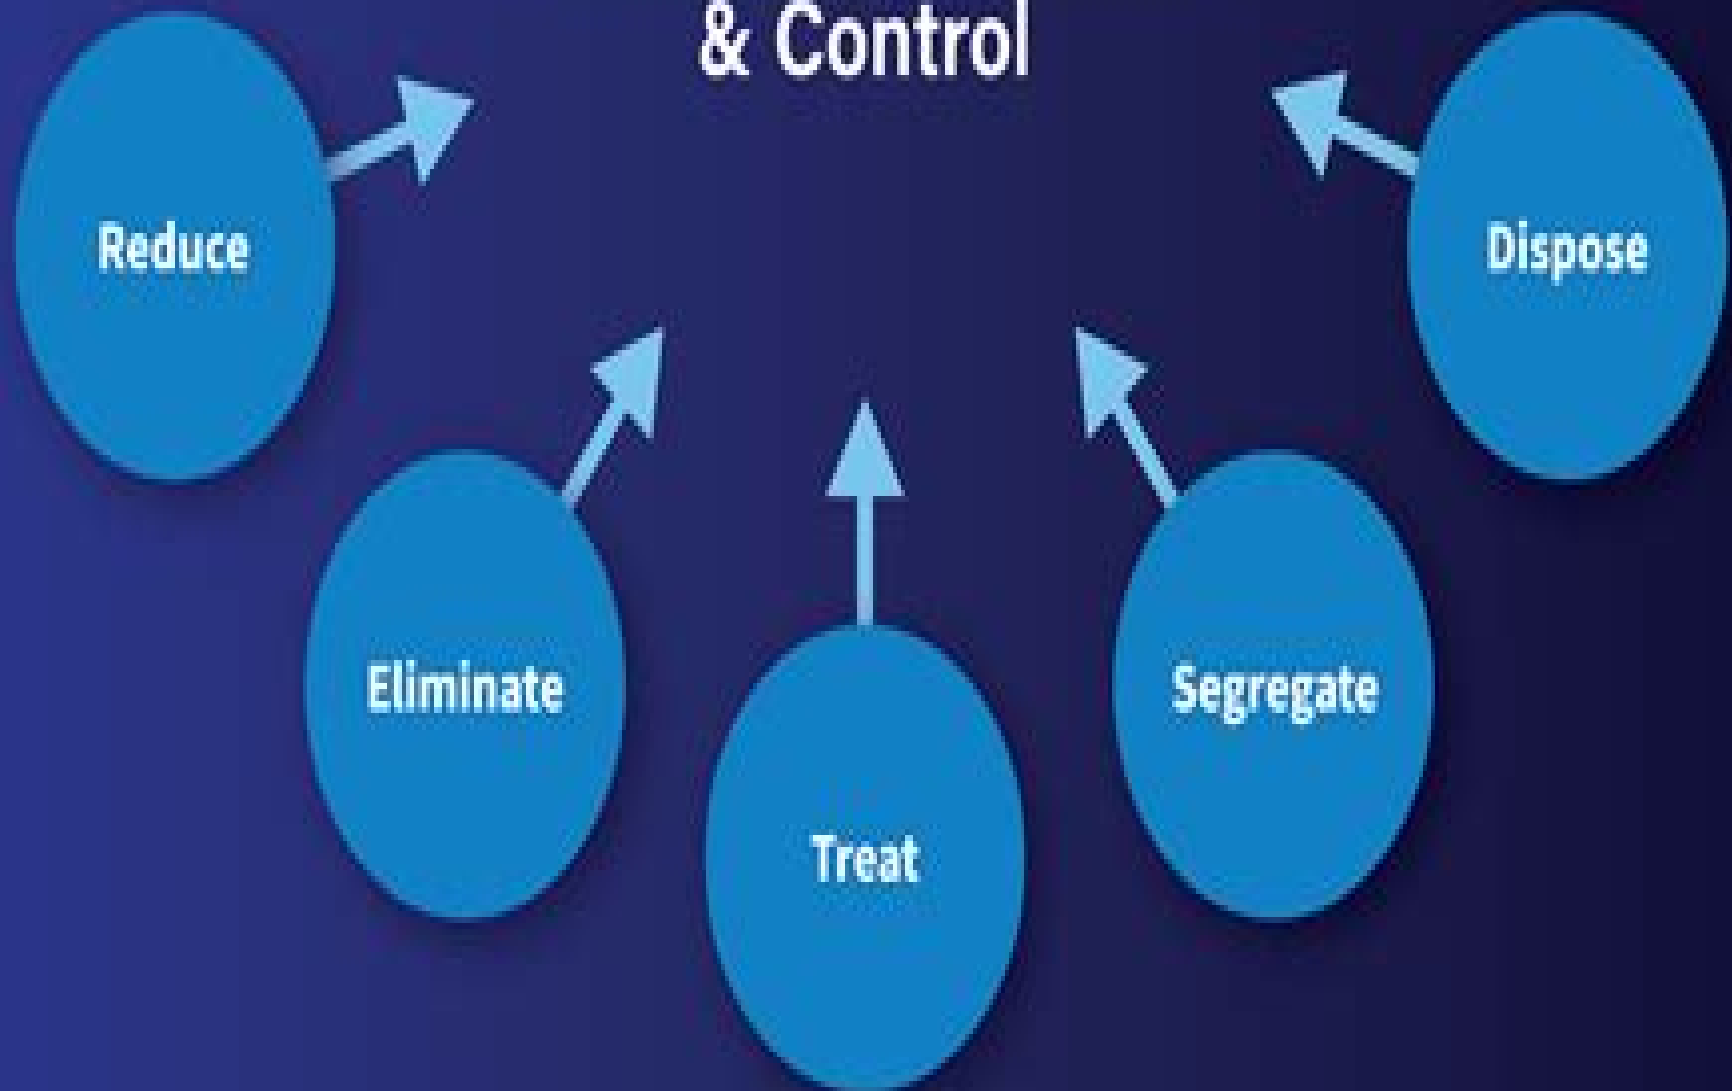 & Control
Reduce
Dispose
Eliminate
Segregate
Treat